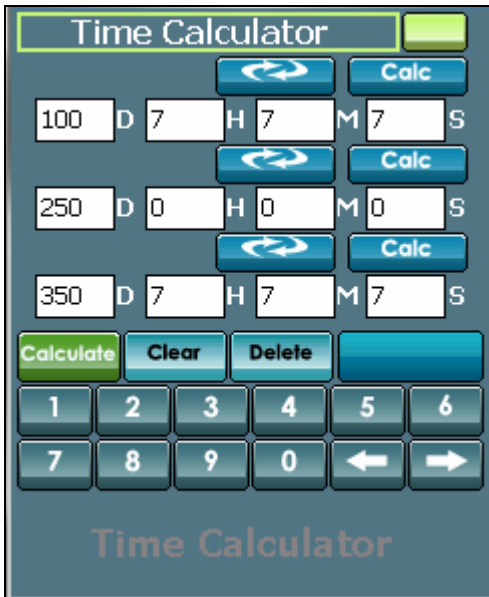 Time Calculator
Calc
100 D 7 H 7 M 7 S
Calc
250 D 0 H 0 M 0 S
Calc
350 D 7 H 7 M 7 S
Calculate Clear Delete
1 2 3 4 5 6
7 8 9 0
Time Calculator